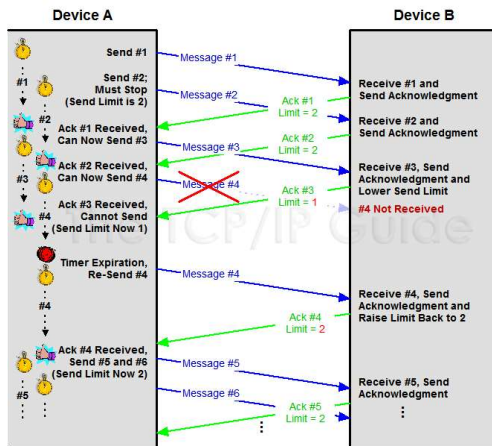 Device A
Device B
Send #1
Message #1
#1
Send #2;
Must Stop
(Send Limit is 2)
Message #2
Receive #1 and
Send Acknowledgment
Ack #1
Limit = 2
#2
Receive #2 and
Send Acknowledgment
Ack #1 Received,
Can Now Send #3
Ack #2
Limit = 2
Message #3
Ack #2 Received,
Can Now Send #4
Receive #3, Send
Acknowledgment and
Lower Send Limit
#3
Message #4
Ack #3
Limit = 1
#4
Ack #3 Received,
Cannot Send
(Send Limit Now 1)
#4 Not Received
The TCP/IP Guide
Timer Expiration,
Re-Send #4
Message #4
#4
Receive #4, Send
Acknowledgment and
Raise Limit Back to 2
Ack #4
Limit = 2
Ack #4 Received,
Send #5 and #6
(Send Limit Now 2)
Message #5
#5
Message #6
Receive #5, Send
Acknowledgment
Ack #5
Limit = 2